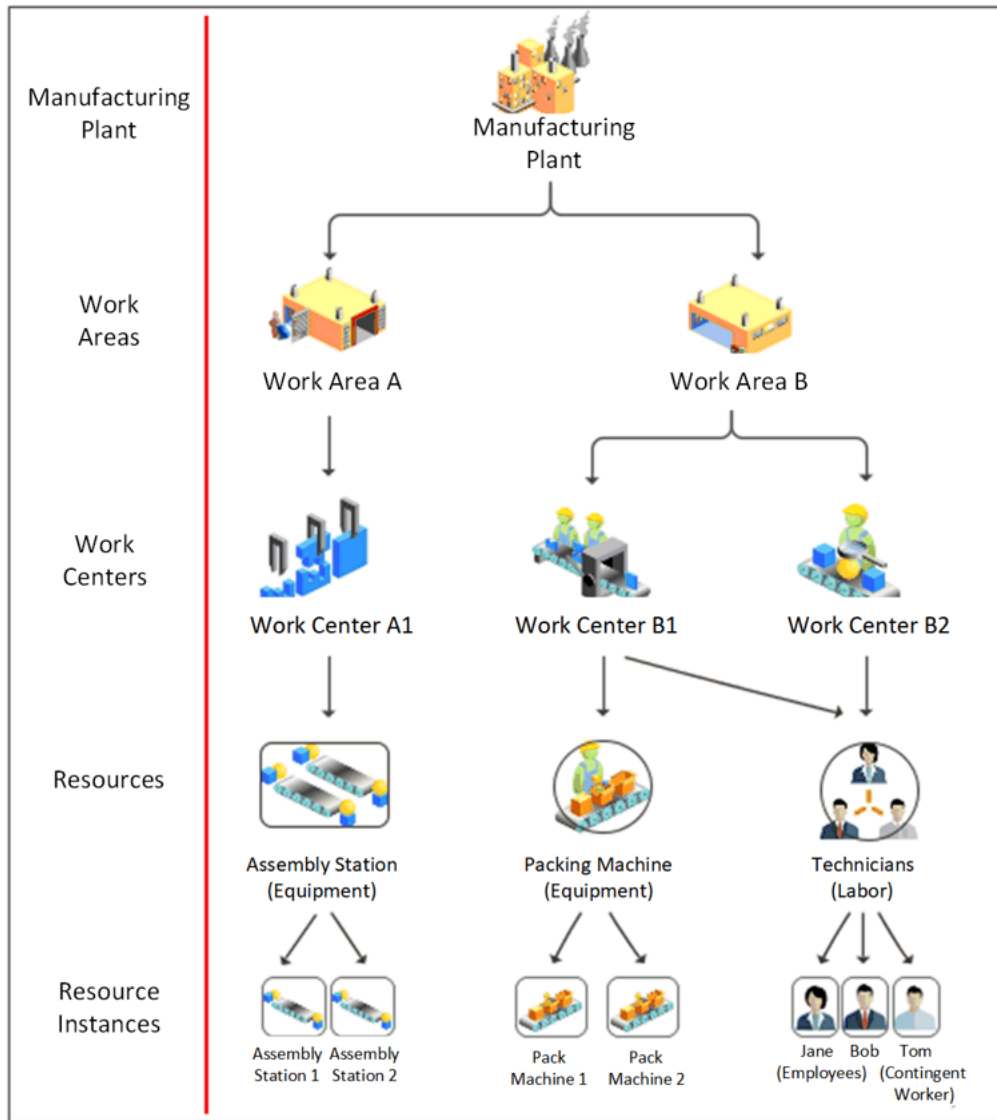 Manufacturing
Plant
Manufacturing
Plant
Work
Areas
Work Area A
Work Area B
Work
Centers
Work Center A1
Work Center B1
Work Center B2
Resources
Assembly Station
(Equipment)
Packing Machine
(Equipment)
Technicians
(Labor)
Resource
Instances
Assembly
Station 1
Assembly
Station 2
Pack
Machine 1
Pack
Machine 2
Jane
Bob
(Employees)
Tom
(Contingent
Worker)